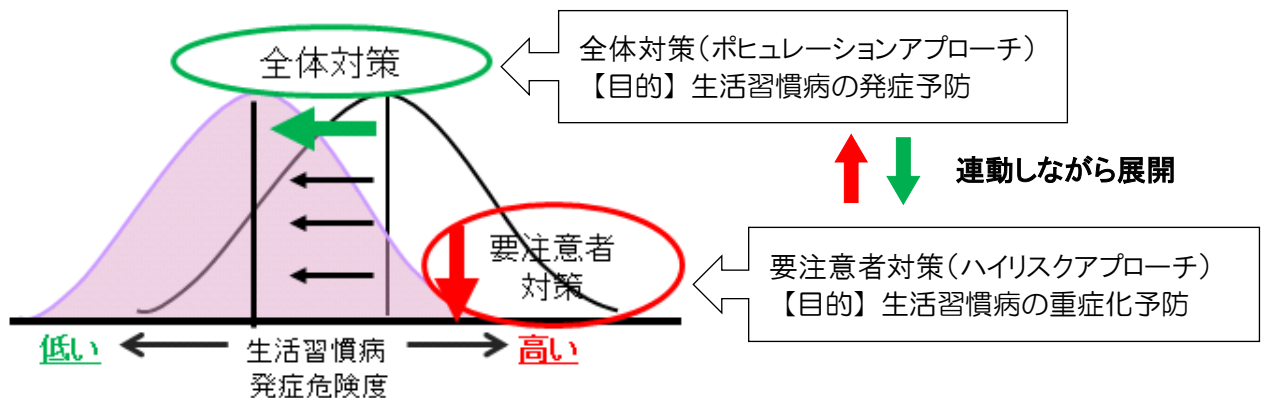 全体対策
全体対策(ポヒュレーションアプローチ)
【目的】生活習慣病の発症予防
連動しながら展開
要注意者
対策
要注意者対策(ハイリスクアプローチ)
【目的】生活習慣病の重症化予防
低い
生活習慣病
発症危険度
高い